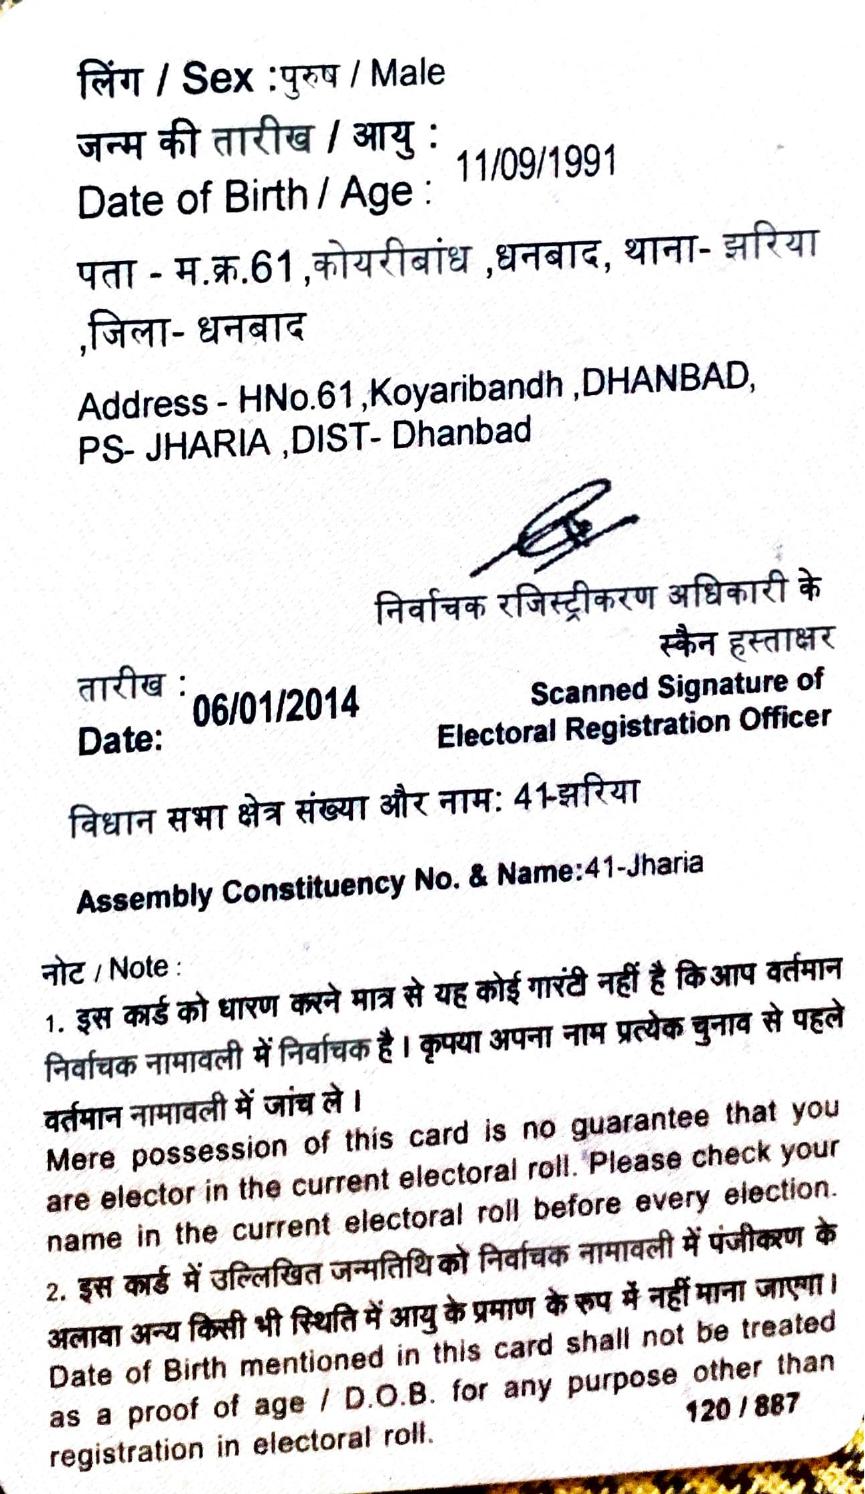 लिंग / Sex :पुरुष / Male
जन्म की तारीख / आयु :
Date of Birth / Age : 11/09/1991
पता - म.क्र.61 ,कोयरीबांध ,धनबाद, थाना- झरिया
,जिला- धनबाद
Address - HNo.61 ,Koyaribandh ,DHANBAD,
PS- JHARIA ,DIST- Dhanbad
निर्वाचक रजिस्ट्रीकरण अधिकारी के
स्कैन हस्ताक्षर
Scanned Signature of
Electoral Registration Officer
तारीख :
Date: 06/01/2014
विधान सभा क्षेत्र संख्या और नाम: 41-झरिया
Assembly Constituency No. & Name:41-Jharia
नोट / Note :
1. इस कार्ड को धारण करने मात्र से यह कोई गारंटी नहीं है कि आप वर्तमान
निर्वाचक नामावली में निर्वाचक है । कृपया अपना नाम प्रत्येक चुनाव से पहले
वर्तमान नामावली में जांच ले ।
Mere possession of this card is no guarantee that you
are elector in the current electoral roll. Please check your
name in the current electoral roll before every election.
2. इस कार्ड में उल्लिखित जन्मतिथि को निर्वाचक नामावली में पंजीकरण के
अलावा अन्य किसी भी स्थिति में आयु के प्रमाण के रूप में नहीं माना जाएगा ।
Date of Birth mentioned in this card shall not be treated
as a proof of age / D.O.B. for any purpose other than
registration in electoral roll.
120 / 887